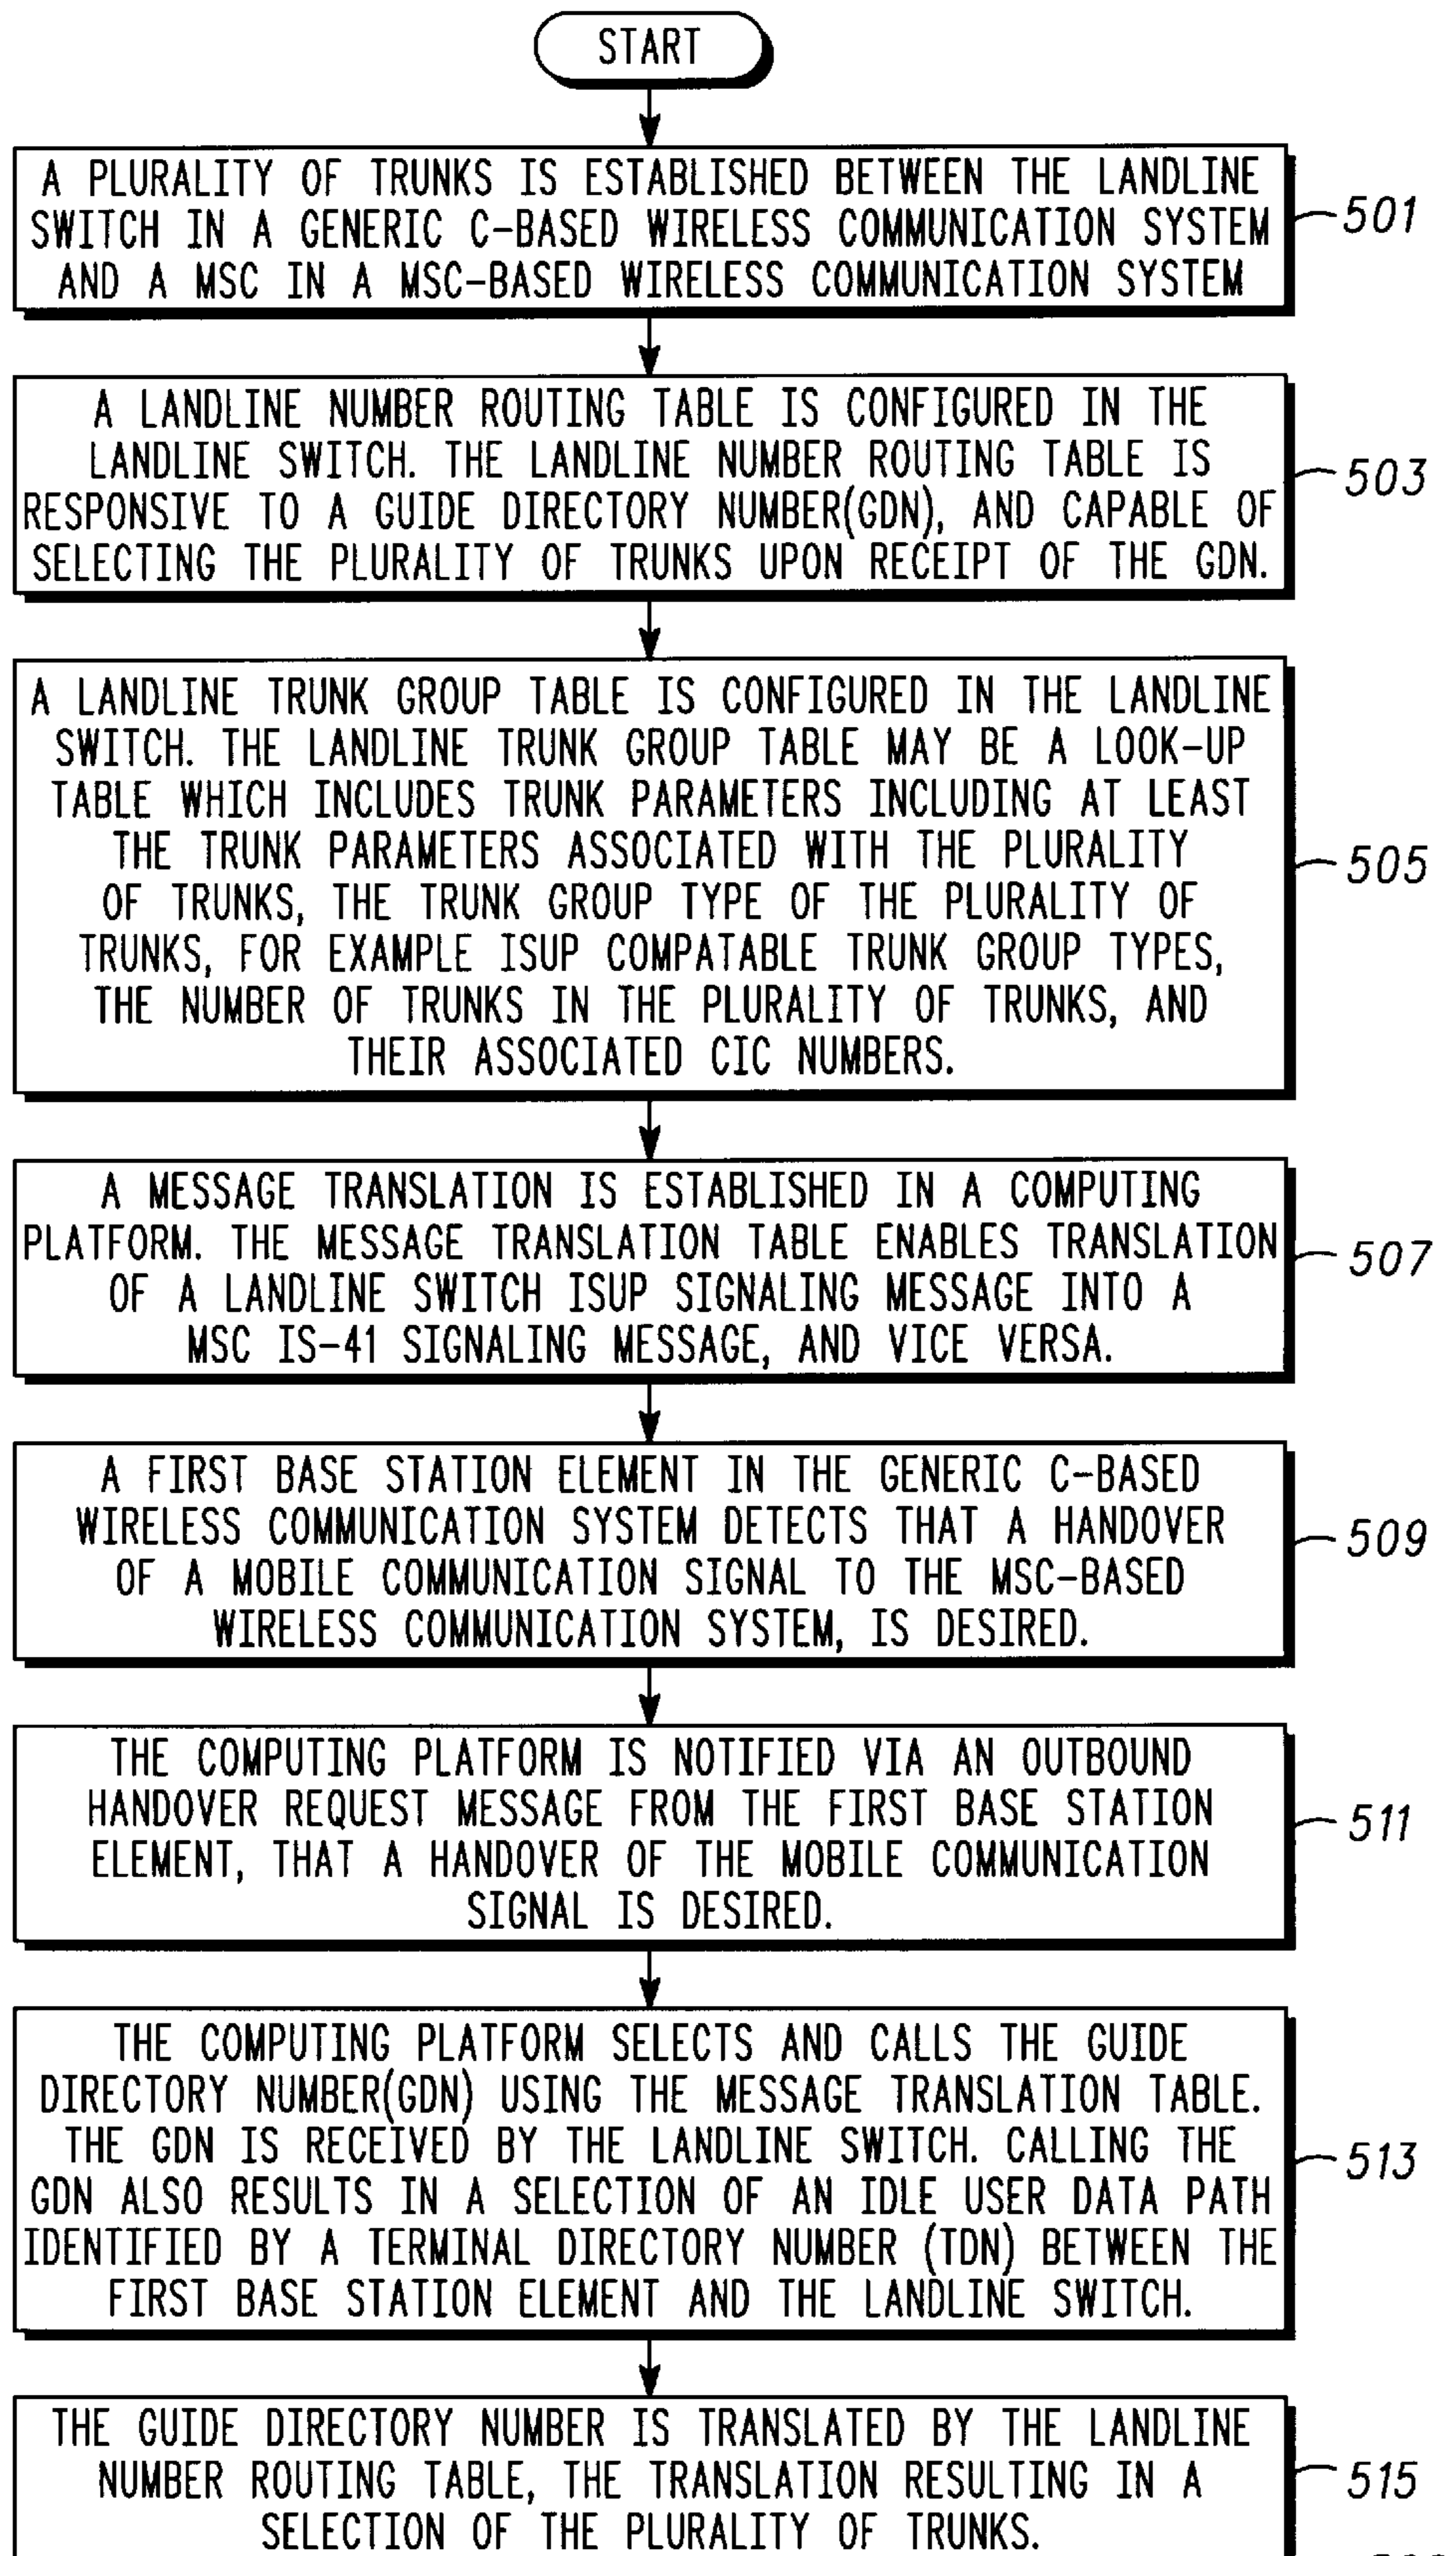 START
A PLURALITY OF TRUNKS IS ESTABLISHED BETWEEN THE LANDLINE
SWITCH IN A GENERIC C-BASED WIRELESS COMMUNICATION SYSTEM
AND A MSC IN A MSC-BASED WIRELESS COMMUNICATION SYSTEM
501
A LANDLINE NUMBER ROUTING TABLE IS CONFIGURED IN THE
LANDLINE SWITCH. THE LANDLINE NUMBER ROUTING TABLE IS
RESPONSIVE TO A GUIDE DIRECTORY NUMBER(GDN), AND CAPABLE OF
SELECTING THE PLURALITY OF TRUNKS UPON RECEIPT OF THE GDN.
503
A LANDLINE TRUNK GROUP TABLE IS CONFIGURED IN THE LANDLINE
SWITCH. THE LANDLINE TRUNK GROUP TABLE MAY BE A LOOK-UP
TABLE WHICH INCLUDES TRUNK PARAMETERS INCLUDING AT LEAST
THE TRUNK PARAMETERS ASSOCIATED WITH THE PLURALITY
OF TRUNKS, THE TRUNK GROUP TYPE OF THE PLURALITY OF
TRUNKS, FOR EXAMPLE ISUP COMPATABLE TRUNK GROUP TYPES,
THE NUMBER OF TRUNKS IN THE PLURALITY OF TRUNKS, AND
THEIR ASSOCIATED CIC NUMBERS.
505
A MESSAGE TRANSLATION IS ESTABLISHED IN A COMPUTING
PLATFORM. THE MESSAGE TRANSLATION TABLE ENABLES TRANSLATION
OF A LANDLINE SWITCH ISUP SIGNALING MESSAGE INTO A
MSC IS-41 SIGNALING MESSAGE, AND VICE VERSA.
507
A FIRST BASE STATION ELEMENT IN THE GENERIC C-BASED
WIRELESS COMMUNICATION SYSTEM DETECTS THAT A HANDOVER
OF A MOBILE COMMUNICATION SIGNAL TO THE MSC-BASED
WIRELESS COMMUNICATION SYSTEM, IS DESIRED.
509
THE COMPUTING PLATFORM IS NOTIFIED VIA AN OUTBOUND
HANDOVER REQUEST MESSAGE FROM THE FIRST BASE STATION
ELEMENT, THAT A HANDOVER OF THE MOBILE COMMUNICATION
SIGNAL IS DESIRED.
511
THE COMPUTING PLATFORM SELECTS AND CALLS THE GUIDE
DIRECTORY NUMBER(GDN) USING THE MESSAGE TRANSLATION TABLE.
THE GDN IS RECEIVED BY THE LANDLINE SWITCH. CALLING THE
GDN ALSO RESULTS IN A SELECTION OF AN IDLE USER DATA PATH
IDENTIFIED BY A TERMINAL DIRECTORY NUMBER (TDN) BETWEEN THE
FIRST BASE STATION ELEMENT AND THE LANDLINE SWITCH.
513
THE GUIDE DIRECTORY NUMBER IS TRANSLATED BY THE LANDLINE
NUMBER ROUTING TABLE, THE TRANSLATION RESULTING IN A
SELECTION OF THE PLURALITY OF TRUNKS.
515